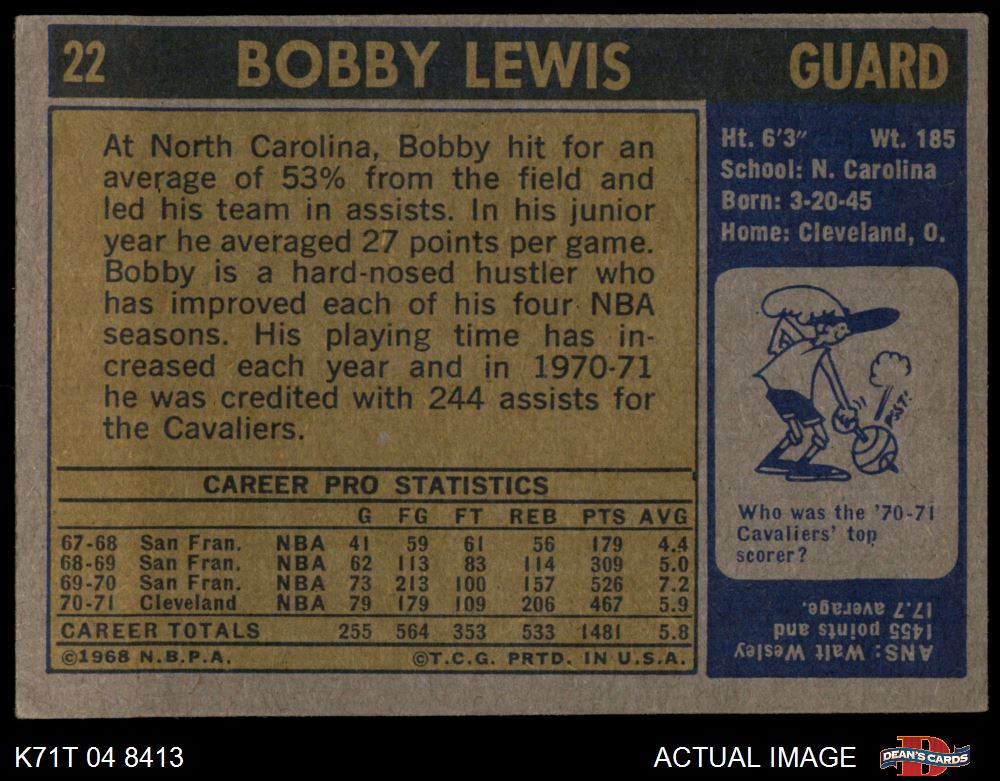 22 BOBBY LEWIS GUARD
At North Carolina, Bobby hit for an
average of 53% from the field and
led his team in assists. In his junior
year he averaged 27 points per game.
Bobby is a hard-nosed hustler who
has improved each of his four NBA
seasons. His playing time has in-
creased each year and in 1970-71
he was credited with 244 assists for
the Cavaliers.
CAREER PRO STATISTICS
G FG FT REB PTS AVG
67-68 San Fran. NBA 41 59 61 56 179 4.4
68-69 San Fran. NBA 62 113 83 114 309 5.0
69-70 San Fran. NBA 73 213 100 157 526 7.2
70-71 Cleveland NBA 79 179 109 206 467 5.9
CAREER TOTALS 255 564 353 533 1481 5.8
©1968 N.B.P.A. ©T.C.G. PRTD. IN U.S.A.
Ht. 6'3" Wt. 185
School: N. Carolina
Born: 3-20-45
Home: Cleveland, O.
PSST!
Who was the '70-71
Cavaliers' top
scorer?
ANS: Walt Wesley
1455 points and
17.7 average.
K71T 04 8413 ACTUAL IMAGE DEAN'S CARDS